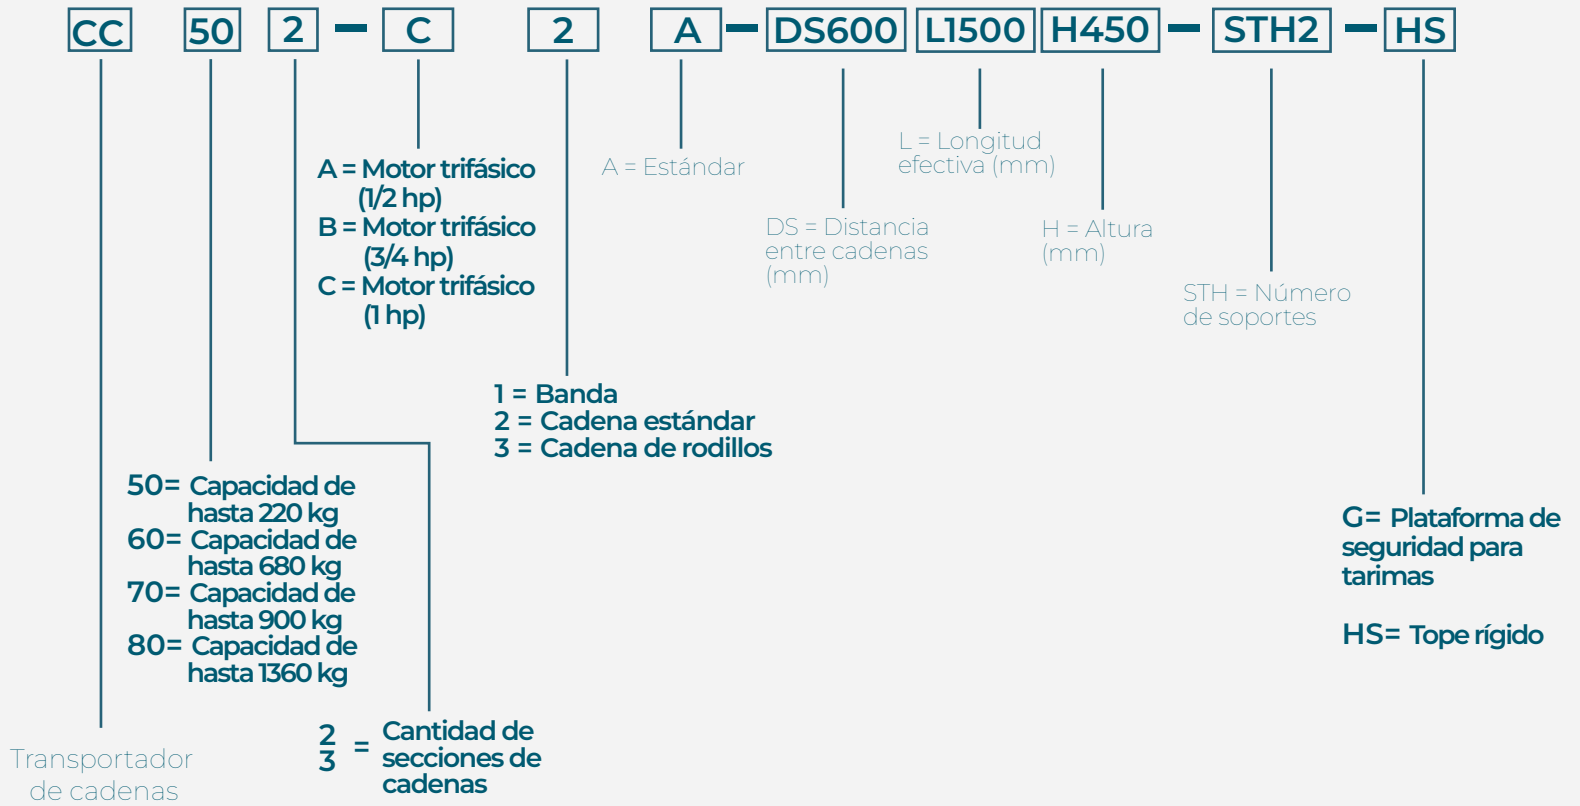 CC 50 2 – C 2 A – DS600 L1500 H450 – STH2 – HS
A = Motor trifásico
(1/2 hp)
B = Motor trifásico
(3/4 hp)
C = Motor trifásico
(1 hp)
A = Estándar
L = Longitud
efectiva (mm)
DS = Distancia
entre cadenas
(mm)
H = Altura
(mm)
STH = Número
de soportes
1 = Banda
2 = Cadena estándar
3 = Cadena de rodillos
50= Capacidad de
hasta 220 kg
60= Capacidad de
hasta 680 kg
70= Capacidad de
hasta 900 kg
80= Capacidad de
hasta 1360 kg
G= Plataforma de
seguridad para
tarimas
HS= Tope rígido
2
3
= Cantidad de
secciones de
cadenas
Transportador
de cadenas